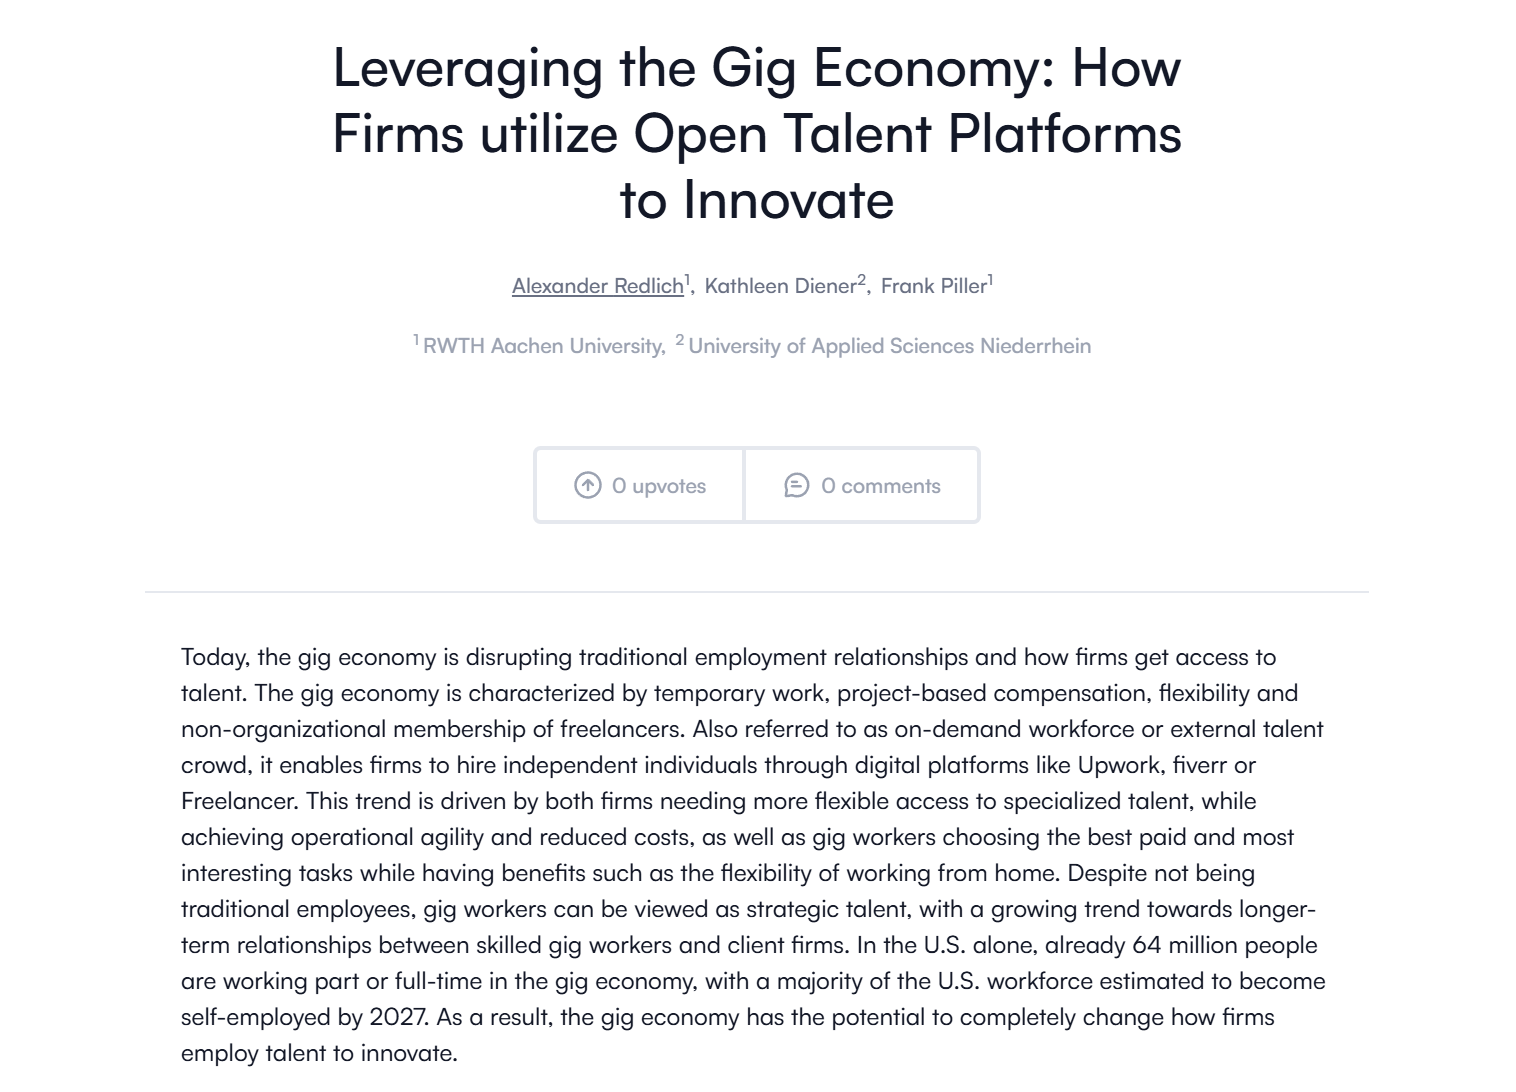 Leveraging the Gig Economy: How
Firms utilize Open Talent Platforms
to Innovate
Alexander Redlich1, Kathleen Diener2, Frank Piller1
1 RWTH Aachen University, 2 University of Applied Sciences Niederrhein
0 upvotes 0 comments
Today, the gig economy is disrupting traditional employment relationships and how firms get access to
talent. The gig economy is characterized by temporary work, project-based compensation, flexibility and
non-organizational membership of freelancers. Also referred to as on-demand workforce or external talent
crowd, it enables firms to hire independent individuals through digital platforms like Upwork, fiverr or
Freelancer. This trend is driven by both firms needing more flexible access to specialized talent, while
achieving operational agility and reduced costs, as well as gig workers choosing the best paid and most
interesting tasks while having benefits such as the flexibility of working from home. Despite not being
traditional employees, gig workers can be viewed as strategic talent, with a growing trend towards longer-
term relationships between skilled gig workers and client firms. In the U.S. alone, already 64 million people
are working part or full-time in the gig economy, with a majority of the U.S. workforce estimated to become
self-employed by 2027. As a result, the gig economy has the potential to completely change how firms
employ talent to innovate.